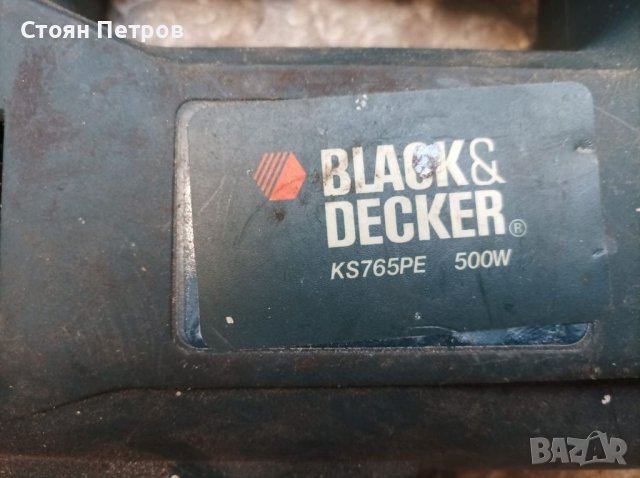 Стоян Петров
BLACK&
DECKER®
KS765PE 500W
BAZAR